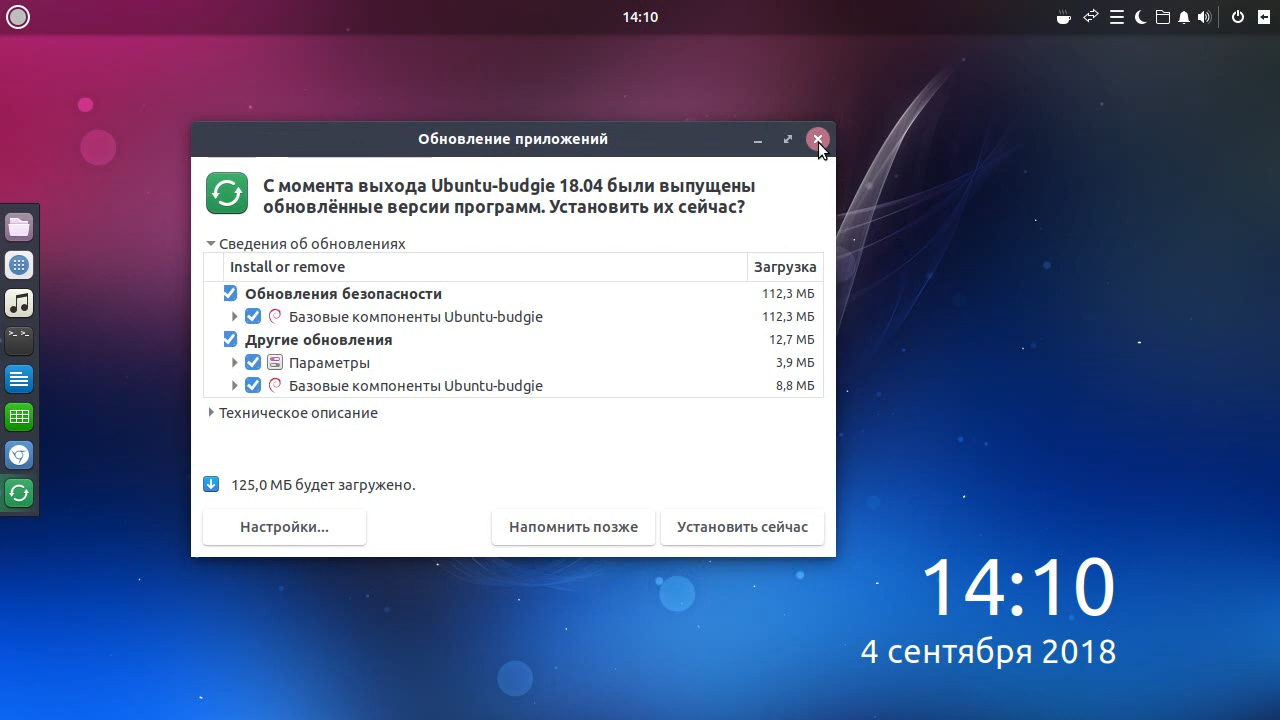 14:10
Обновление приложений
С момента выхода Ubuntu-budgie 18.04 были выпущены
обновлённые версии программ. Установить их сейчас?
Сведения об обновлениях
Install or remove Загрузка
Обновления безопасности 112,3 МБ
Базовые компоненты Ubuntu-budgie 112,3 МБ
Другие обновления 12,7 МБ
Параметры 3,9 МБ
Базовые компоненты Ubuntu-budgie 8,8 МБ
Техническое описание
125,0 МБ будет загружено.
Настройки... Напомнить позже Установить сейчас
14:10
4 сентября 2018